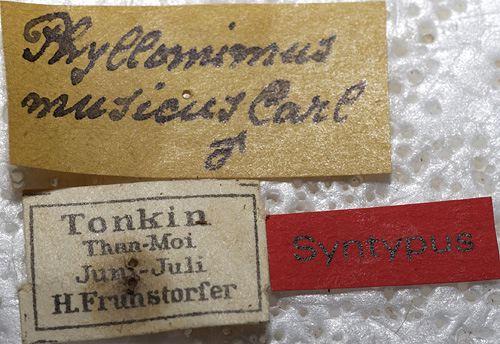 Phyllomimus
musicus Carl
♂
Tonkin
Than-Moi
Juni-Juli
H. Fruhstorfer
Syntypus